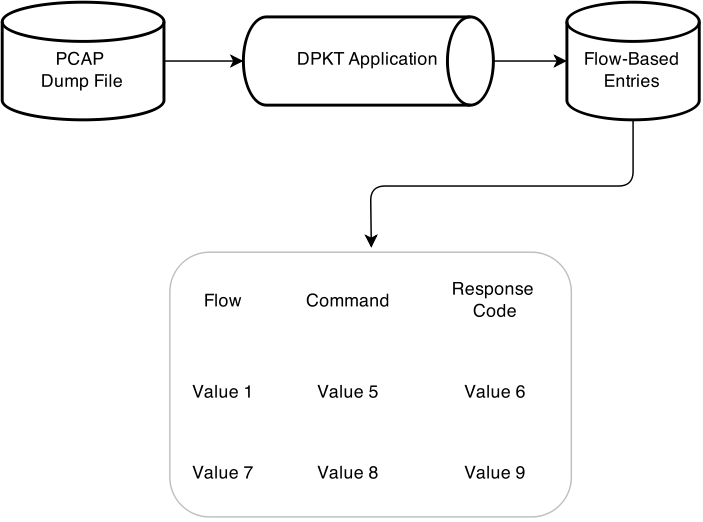 PCAP
Dump File
DPKT Application
Flow-Based
Entries
Flow
Command
Response
Code
Value 1
Value 5
Value 6
Value 7
Value 8
Value 9